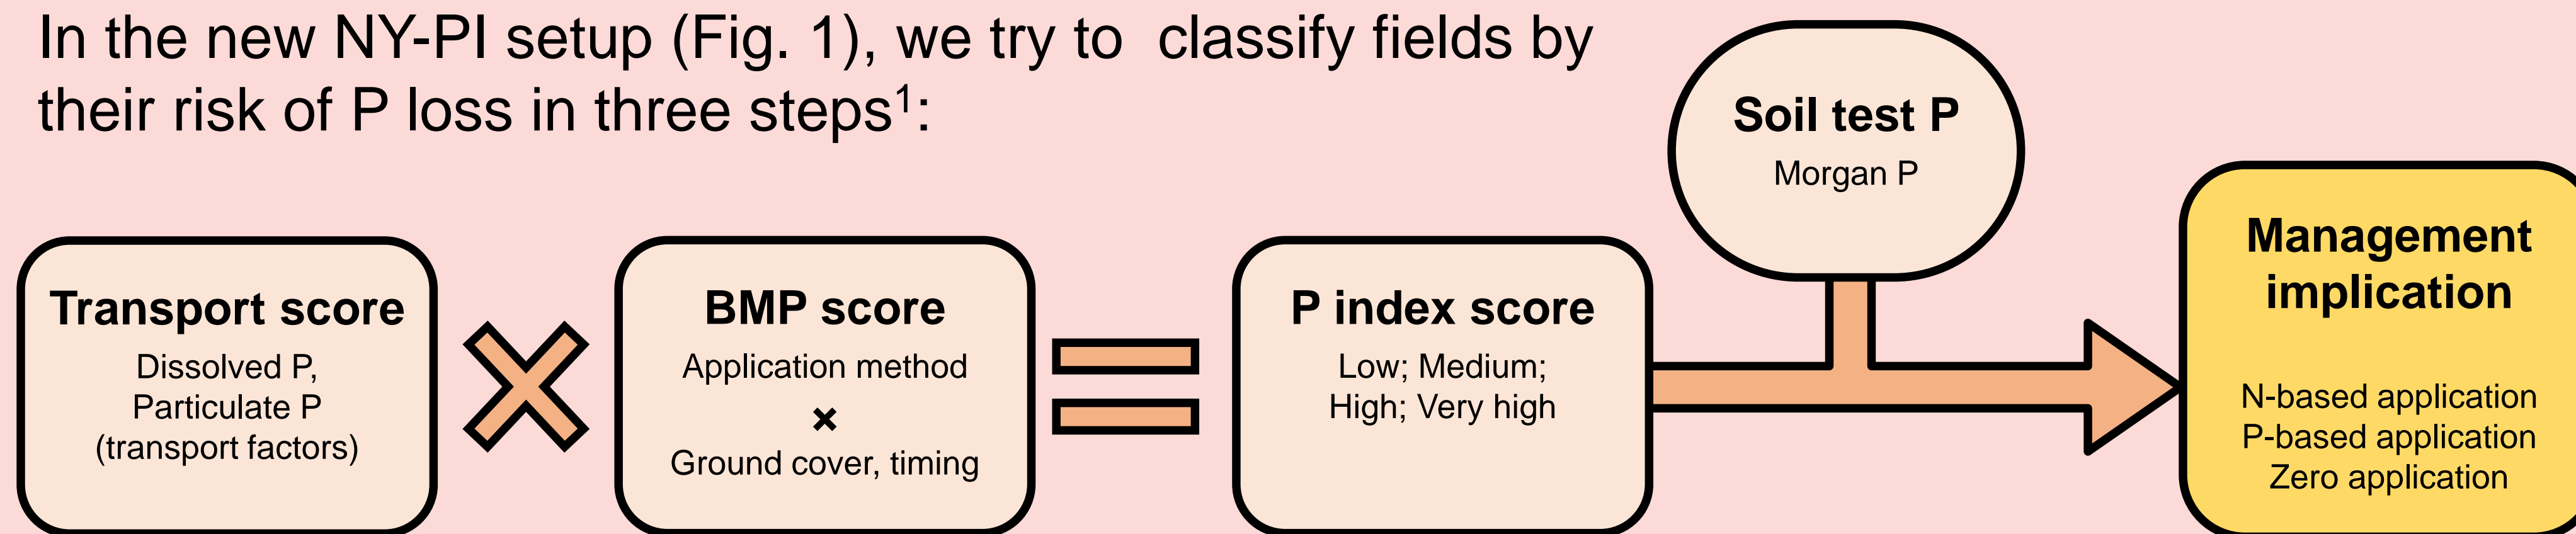 In the new NY-PI setup (Fig. 1), we try to  classify fields by
their risk of P loss in three steps¹:
Transport score
Dissolved P,
Particulate P
(transport factors)
BMP score
Application method
×
Ground cover, timing
P index score
Low; Medium;
High; Very high
Soil test P
Morgan P
Management
implication
N-based application
P-based application
Zero application